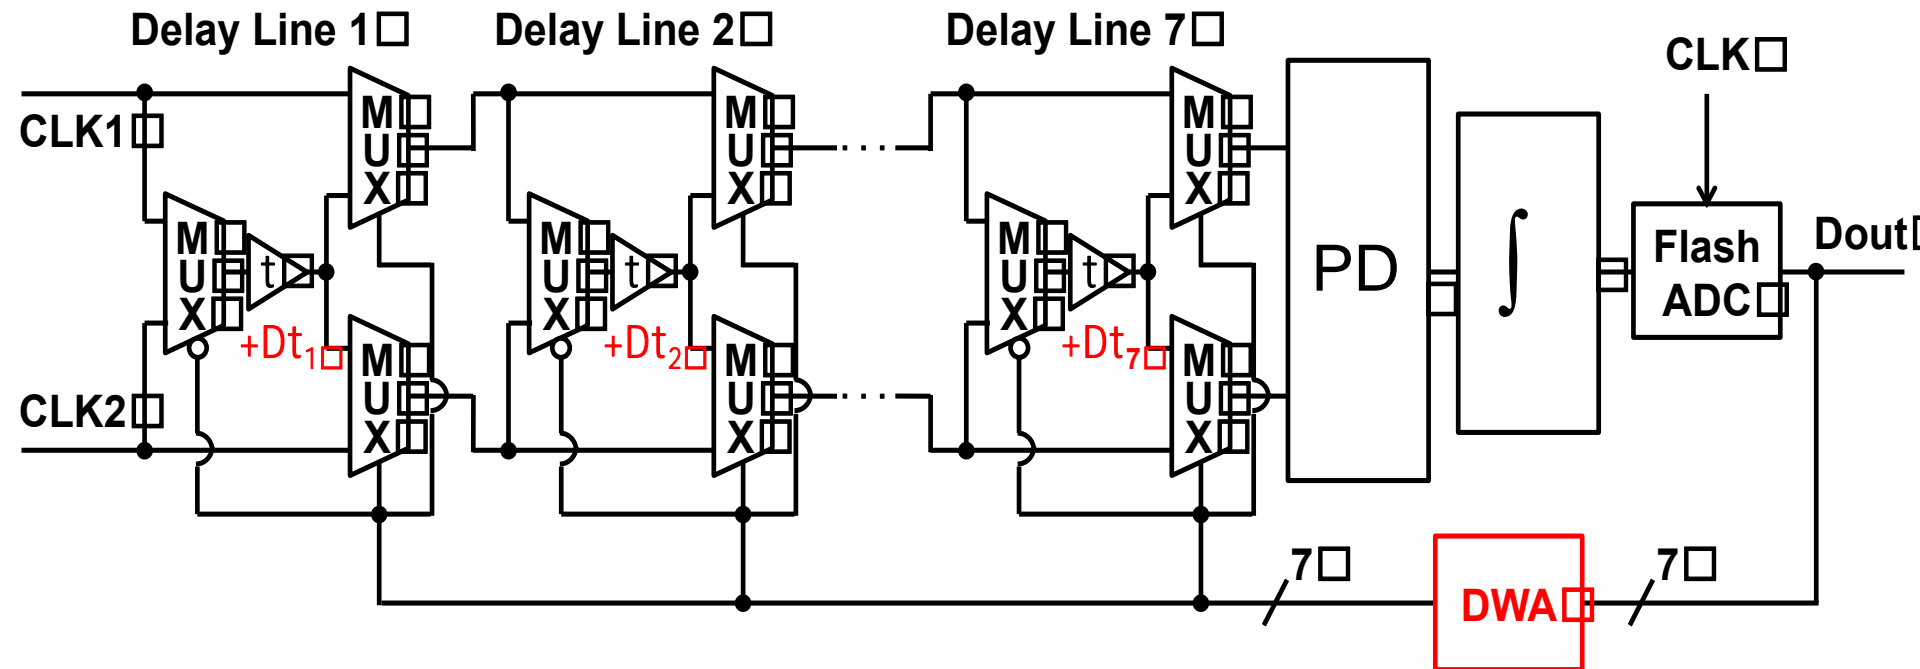 Delay Line 1□ Delay Line 2□ Delay Line 7□
CLK□
CLK1□
CLK2□
M□
U□
X□
M□
U□
X□
t□
+Dt₁□
M□
U□
X□
M□
U□
X□
M□
U□
X□
t□
+Dt₂□
M□
U□
X□
· · · ·
· · · ·
M□
U□
X□
M□
U□
X□
t□
+Dt₇□
M□
U□
X□
PD□
∫
□
Flash
ADC□
Dout□
7□
DWA□
7□